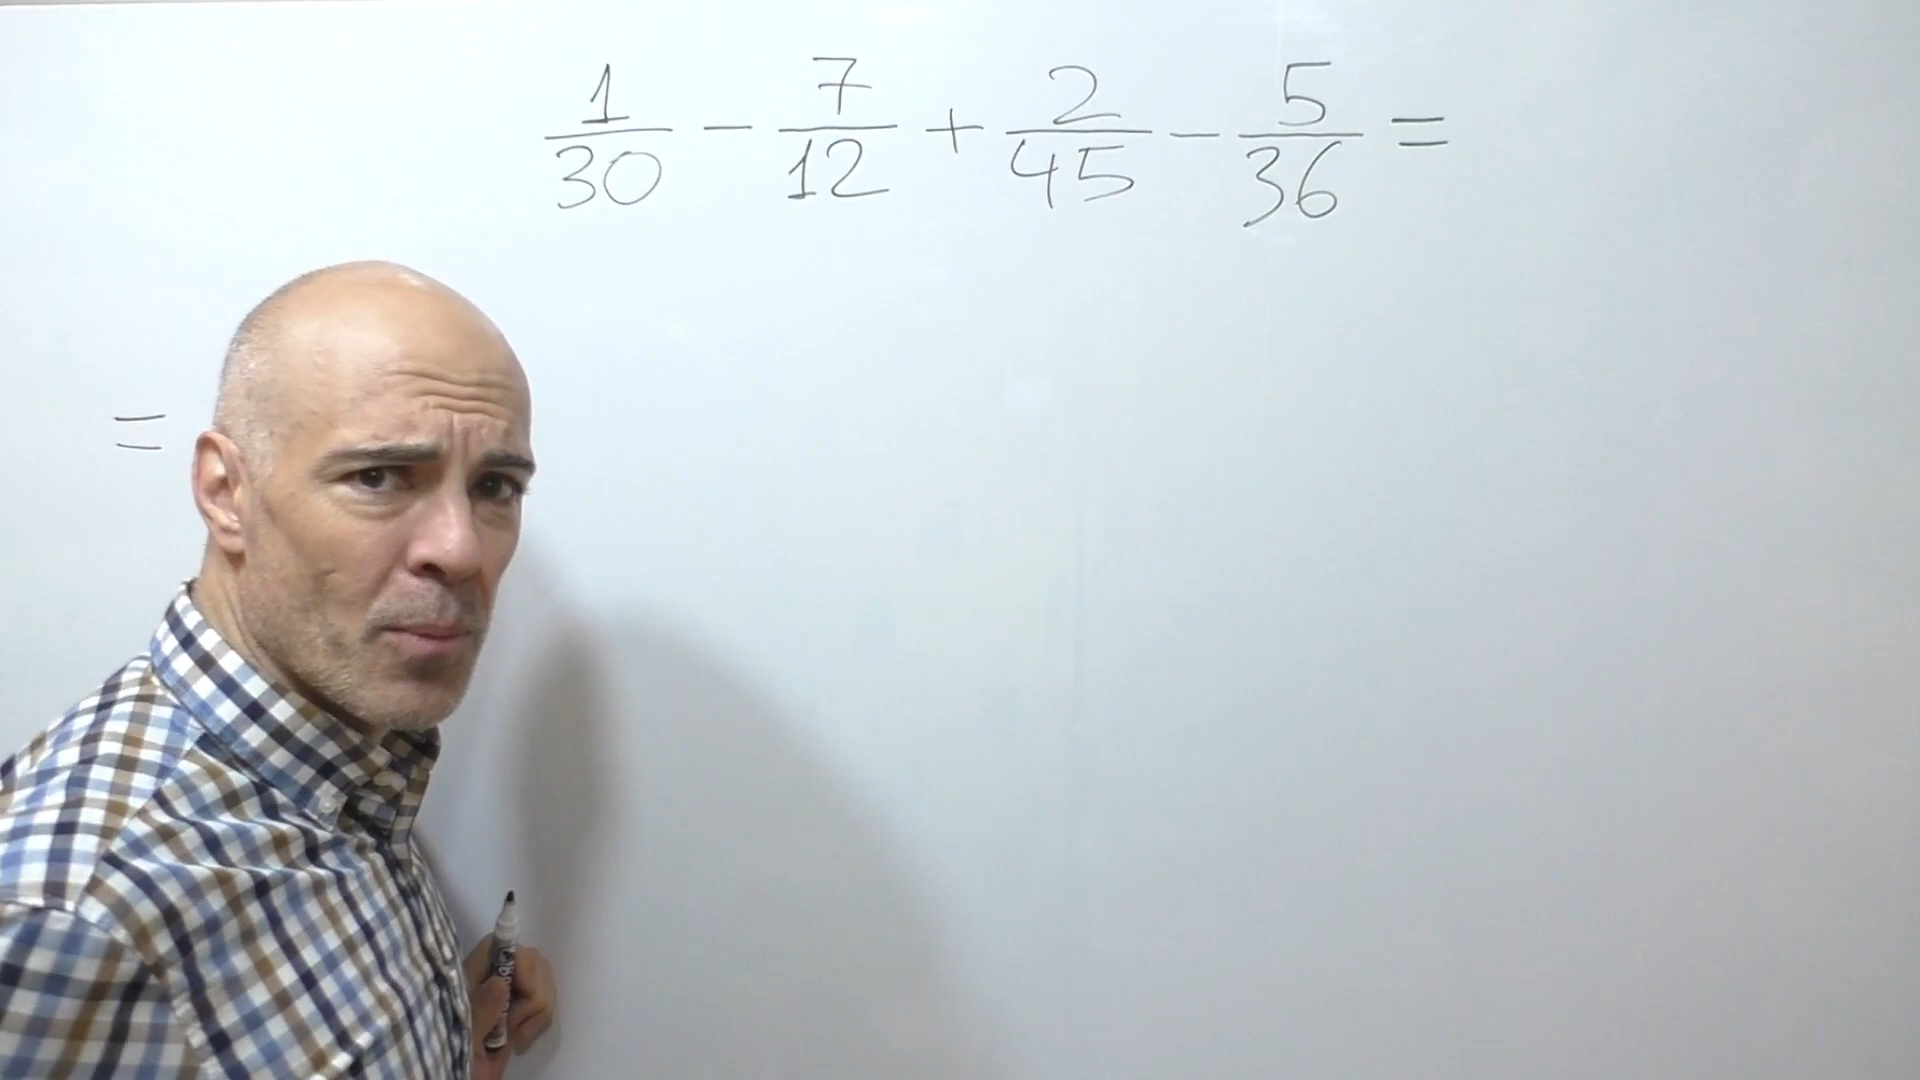 1/30 - 7/12 + 2/45 - 5/36 =
=